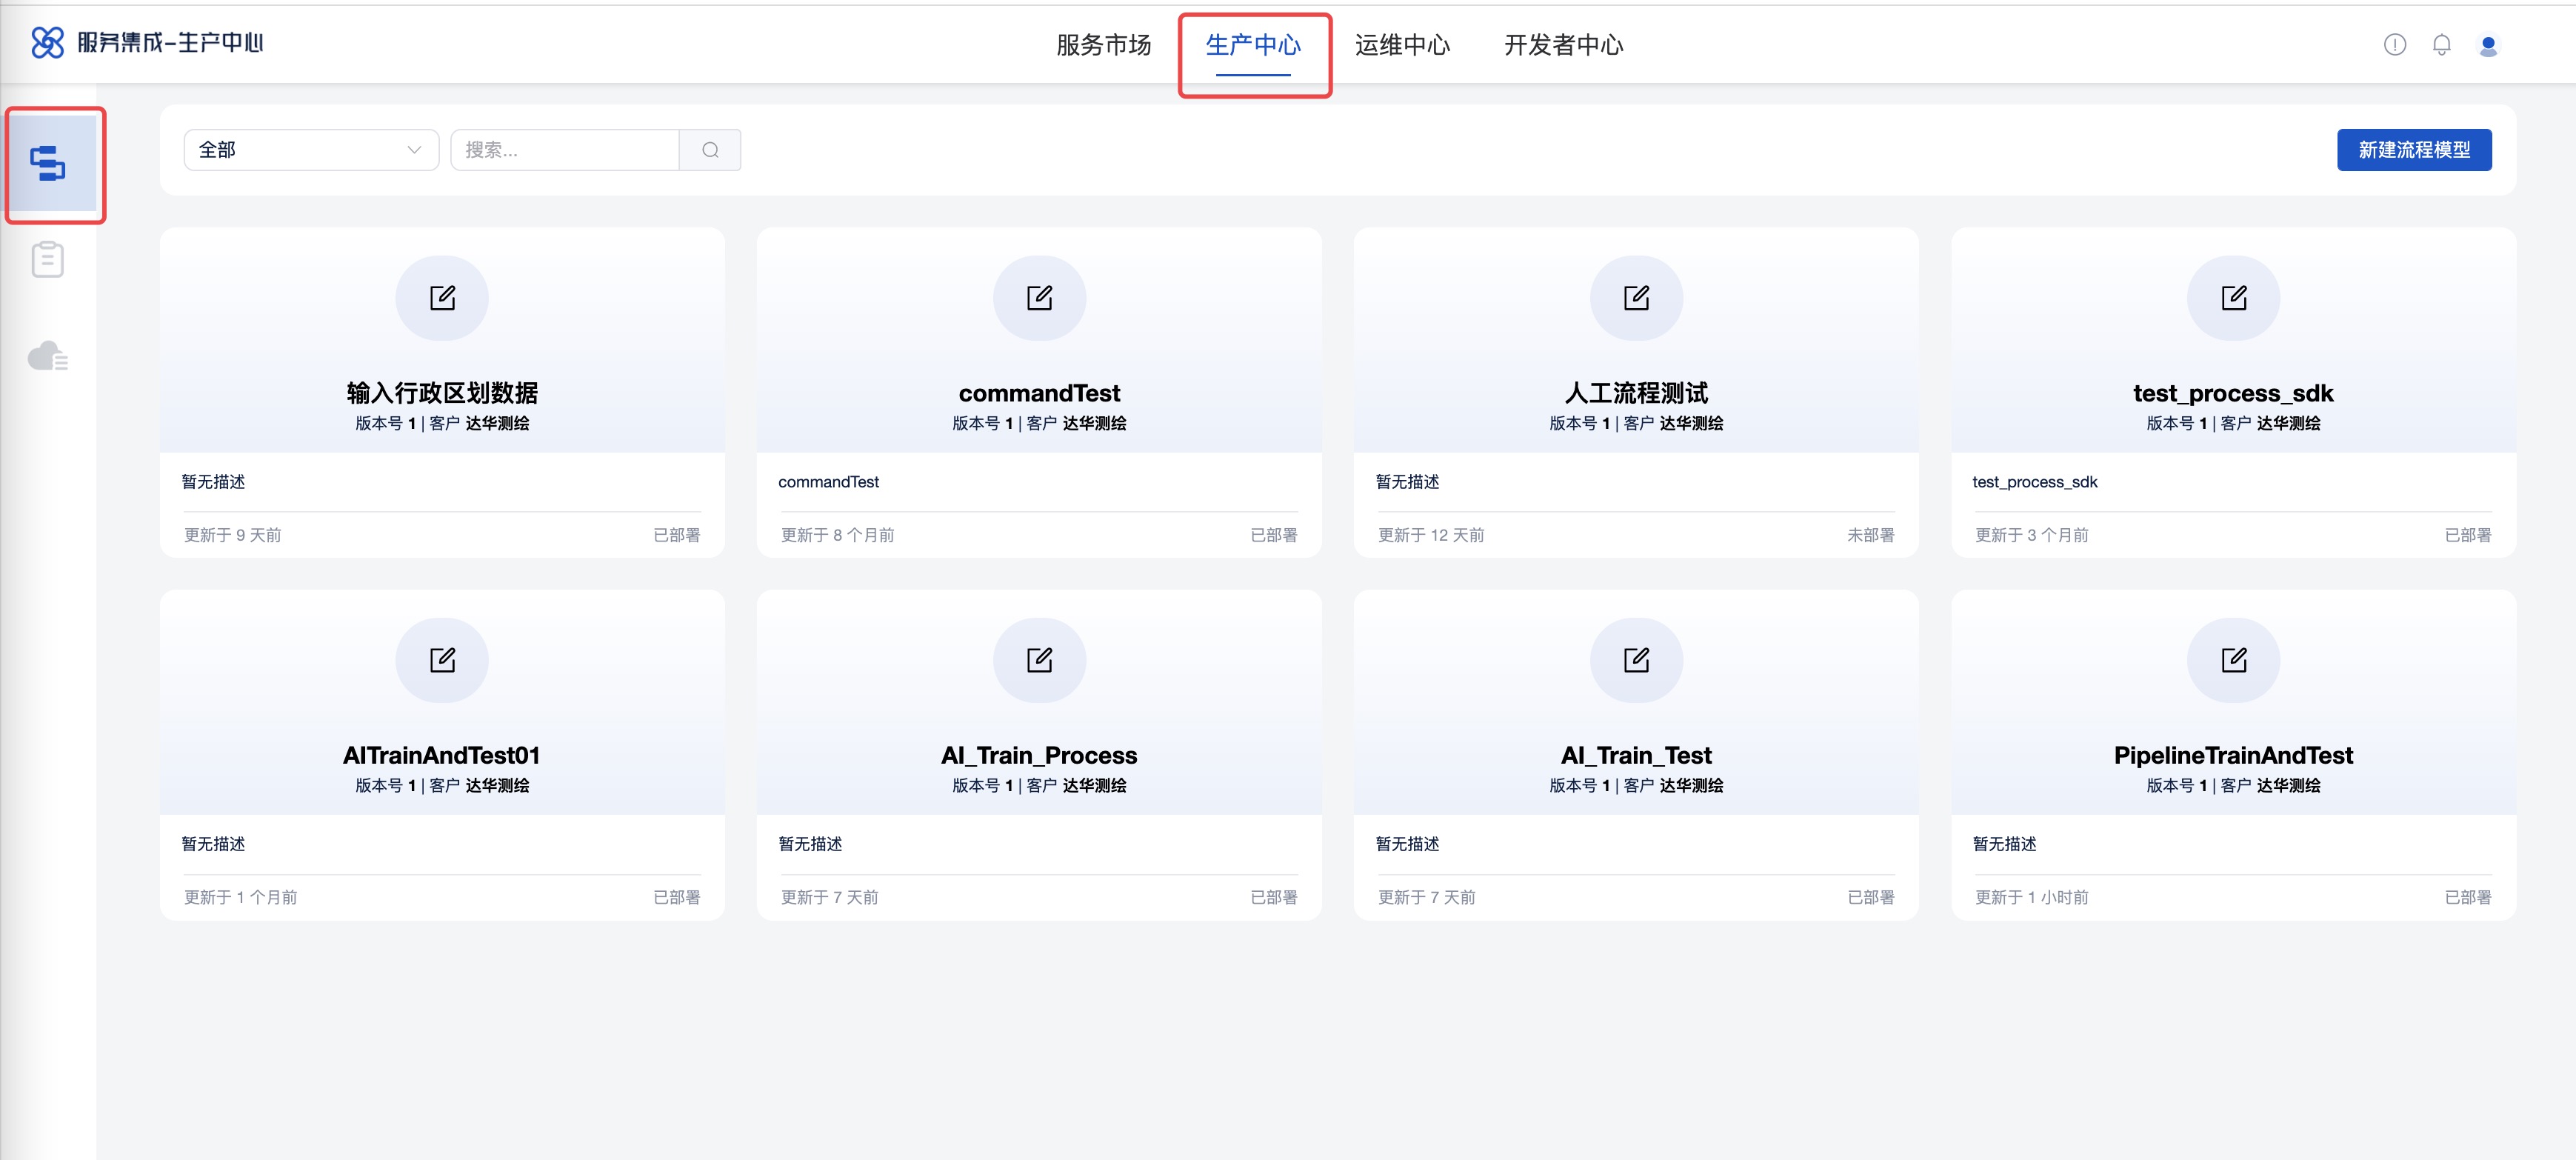 服务集成-生产中心
服务市场
生产中心
运维中心
开发者中心
全部
搜索...
新建流程模型
输入行政区划数据
版本号 1 | 客户 达华测绘
暂无描述
更新于 9 天前
已部署
commandTest
版本号 1 | 客户 达华测绘
commandTest
更新于 8 个月前
已部署
人工流程测试
版本号 1 | 客户 达华测绘
暂无描述
更新于 12 天前
未部署
test_process_sdk
版本号 1 | 客户 达华测绘
test_process_sdk
更新于 3 个月前
已部署
AITrainAndTest01
版本号 1 | 客户 达华测绘
暂无描述
更新于 1 个月前
已部署
AI_Train_Process
版本号 1 | 客户 达华测绘
暂无描述
更新于 7 天前
已部署
AI_Train_Test
版本号 1 | 客户 达华测绘
暂无描述
更新于 7 天前
已部署
PipelineTrainAndTest
版本号 1 | 客户 达华测绘
暂无描述
更新于 1 小时前
已部署